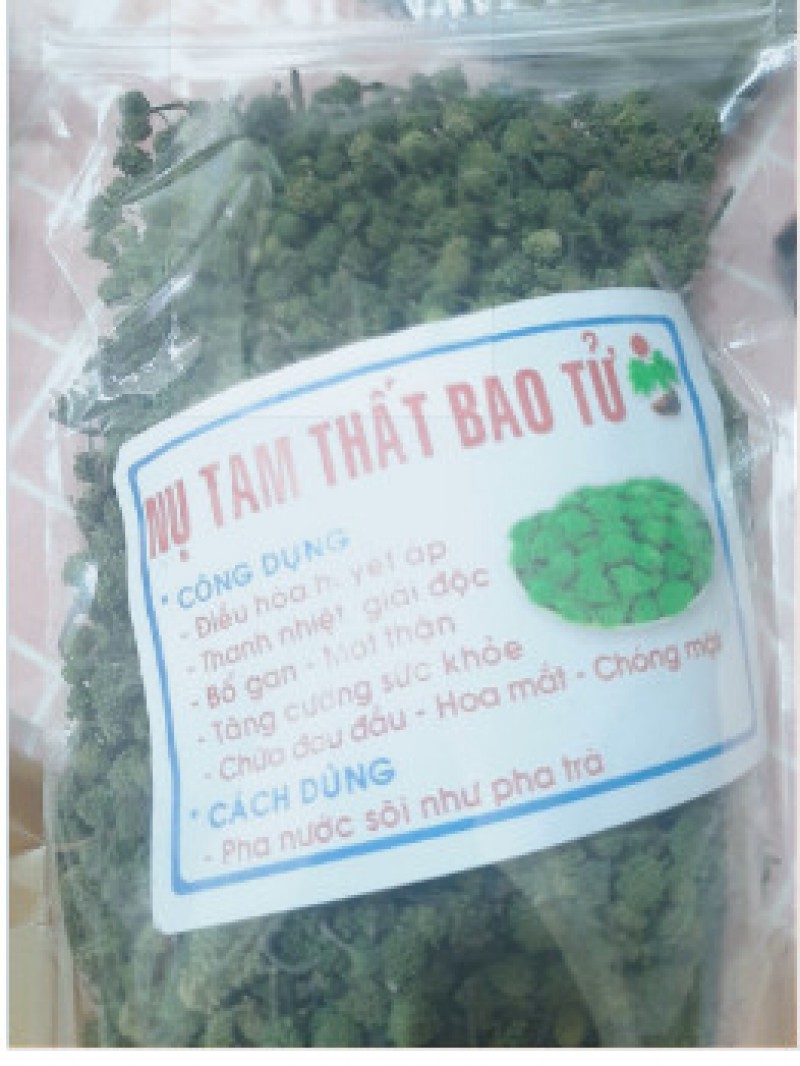 NỤ TAM THẤT BAO TỬ
• CÔNG DỤNG
- Điều hòa huyết áp
- Thanh nhiệt giải độc
- Bổ gan - Mát thận
- Tăng cường sức khỏe
- Chữa đau đầu - Hoa mắt - Chóng mặt
• CÁCH DÙNG
- Pha nước sôi như pha trà